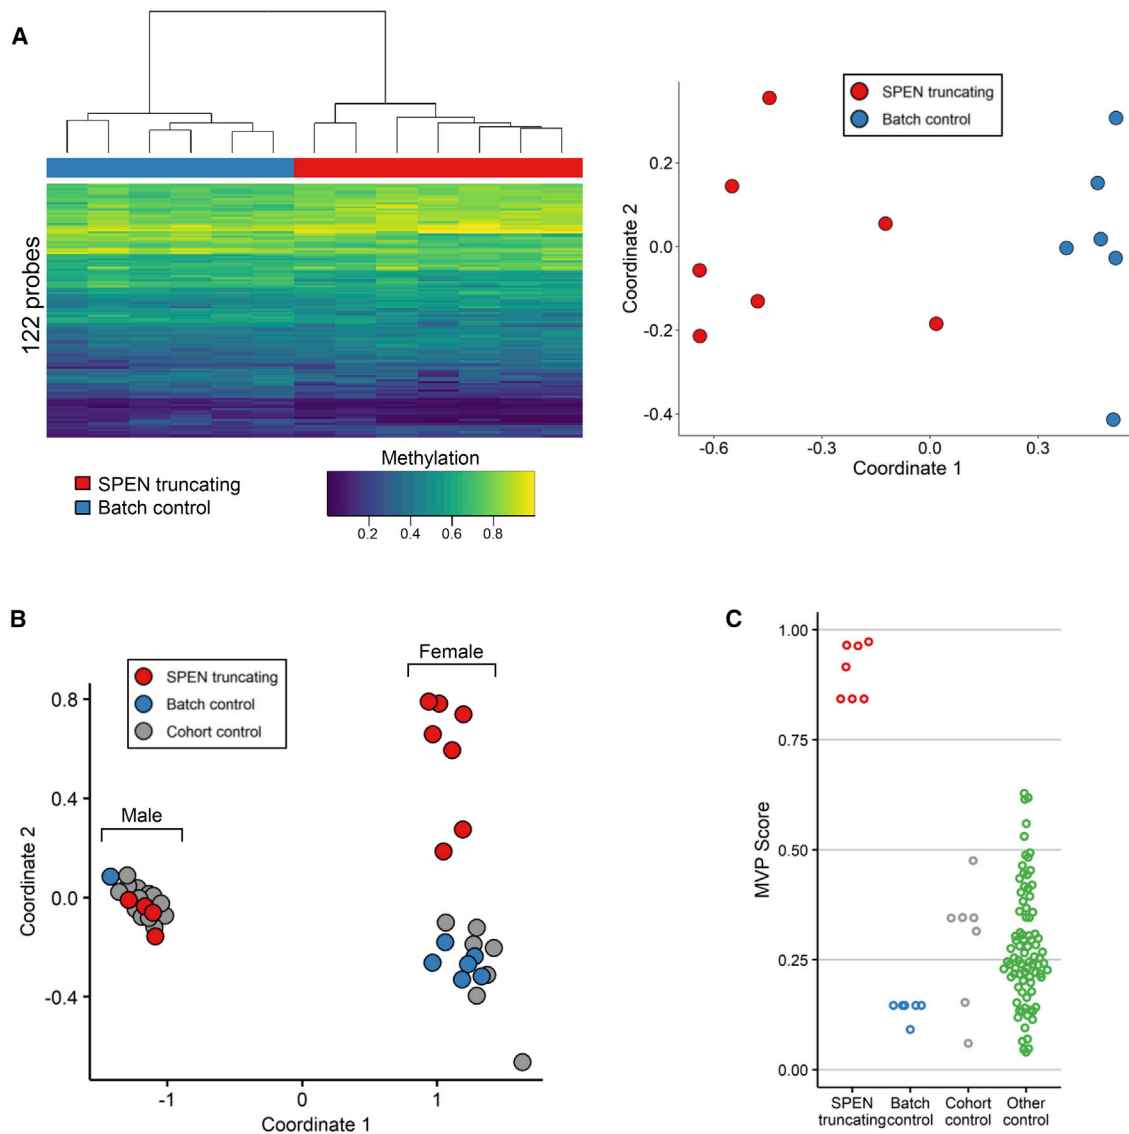 A
122 probes
SPEN truncating
Batch control
Methylation
0.2 0.4 0.6 0.8
SPEN truncating
Batch control
Coordinate 2
0.2
0.0
-0.2
-0.4
-0.6 -0.3 0.0 0.3
Coordinate 1
B
SPEN truncating
Batch control
Cohort control
Male
Female
Coordinate 2
0.8
0.4
0.0
-0.4
-1 0 1
Coordinate 1
C
MVP Score
1.00
0.75
0.50
0.25
0.00
SPEN Batch Cohort Other
truncating control control control